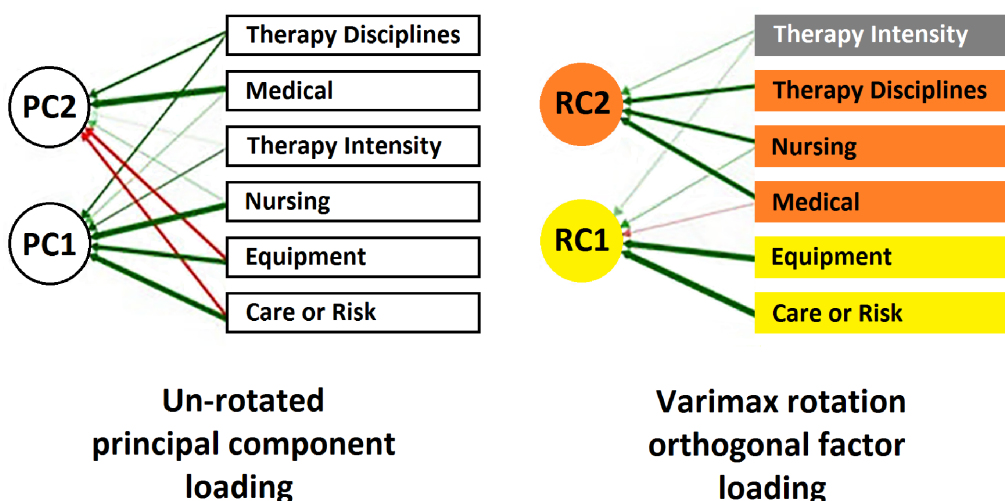 Therapy Disciplines
PC2
Medical
Therapy Intensity
Nursing
PC1
Equipment
Care or Risk
Un-rotated
principal component
loading
Therapy Intensity
RC2
Therapy Disciplines
Nursing
Medical
RC1
Equipment
Care or Risk
Varimax rotation
orthogonal factor
loading